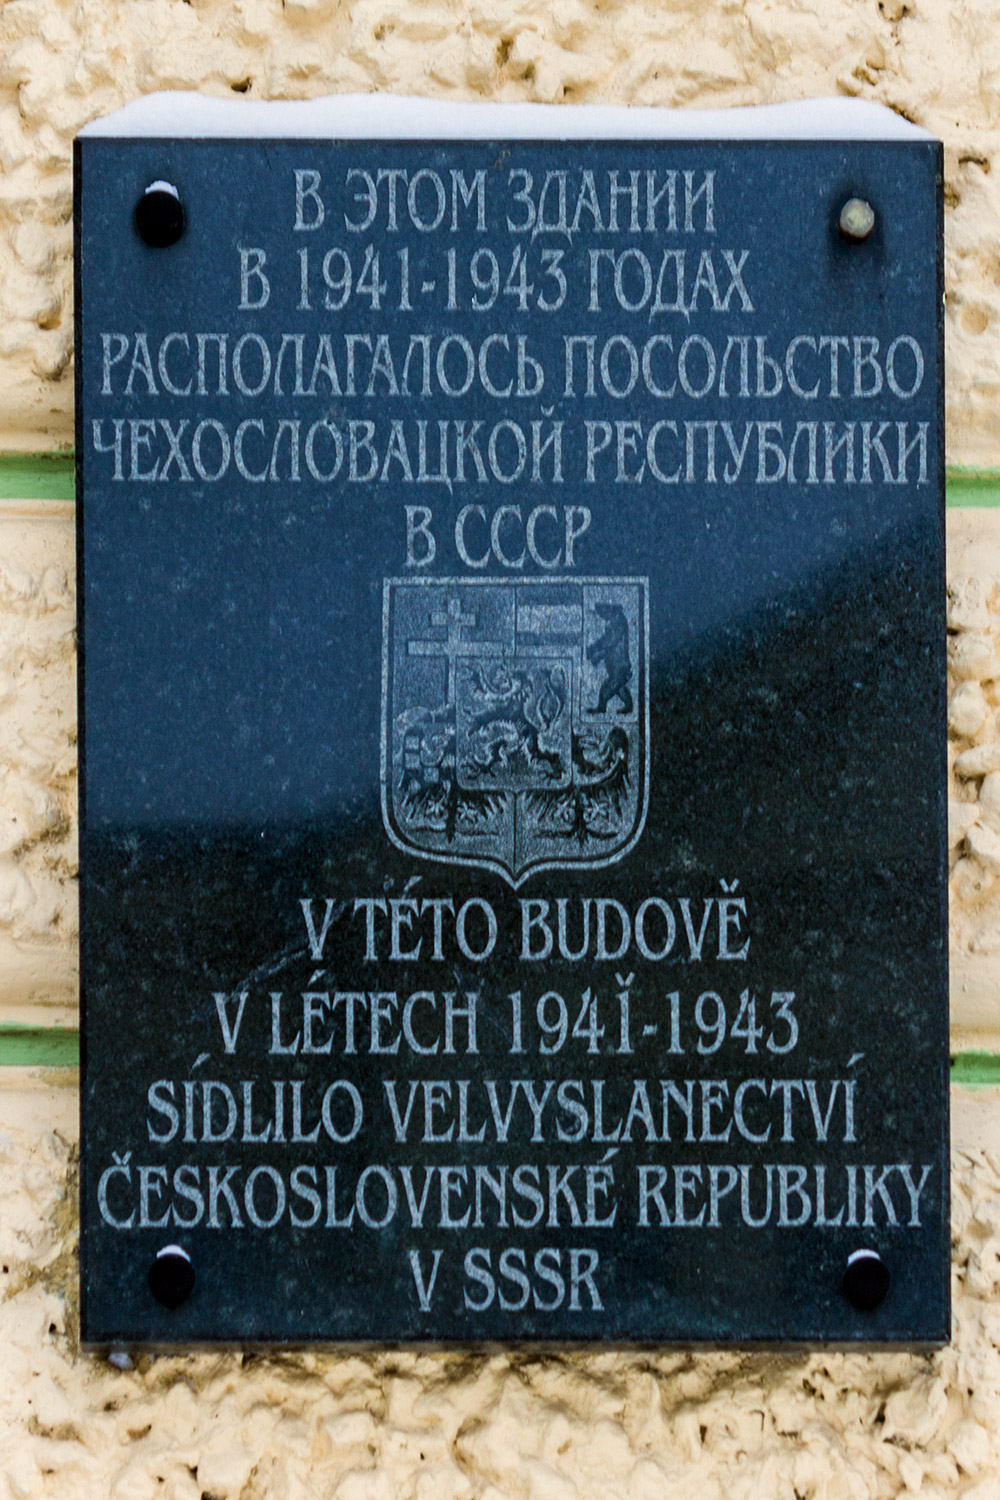 В ЭТОМ ЗДАНИИ
В 1941-1943 ГОДАХ
РАСПОЛАГАЛОСЬ ПОСОЛЬСТВО
ЧЕХОСЛОВАЦКОЙ РЕСПУБЛИКИ
В СССР
V TÉTO BUDOVĚ
V LÉTECH 1941-1943
SÍDLILO VELVYSLANECTVÍ
ČESKOSLOVENSKÉ REPUBLIKY
V SSSR